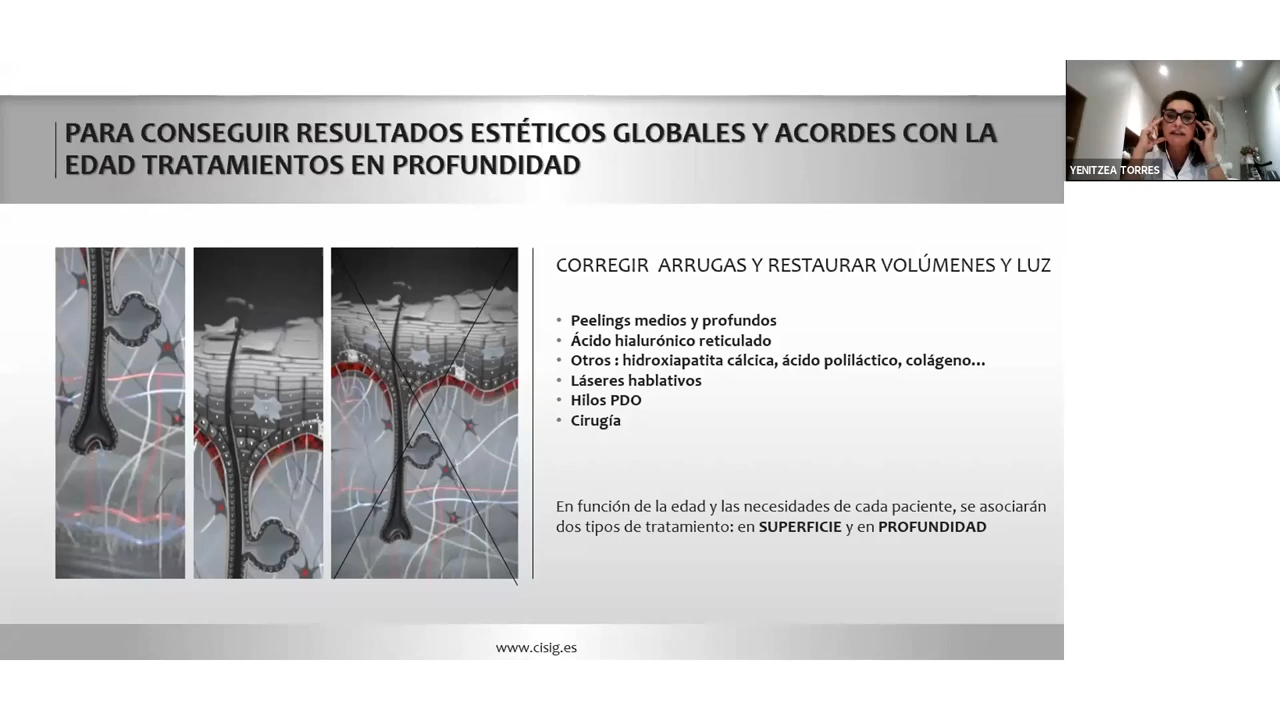 PARA CONSEGUIR RESULTADOS ESTÉTICOS GLOBALES Y ACORDES CON LA
EDAD TRATAMIENTOS EN PROFUNDIDAD
YENITZEA TORRES
CORREGIR ARRUGAS Y RESTAURAR VOLÚMENES Y LUZ
• Peelings medios y profundos
• Ácido hialurónico reticulado
• Otros : hidroxiapatita cálcica, ácido poliláctico, colágeno...
• Láseres hablativos
• Hilos PDO
• Cirugía
En función de la edad y las necesidades de cada paciente, se asociarán
dos tipos de tratamiento: en SUPERFICIE y en PROFUNDIDAD
www.cisig.es